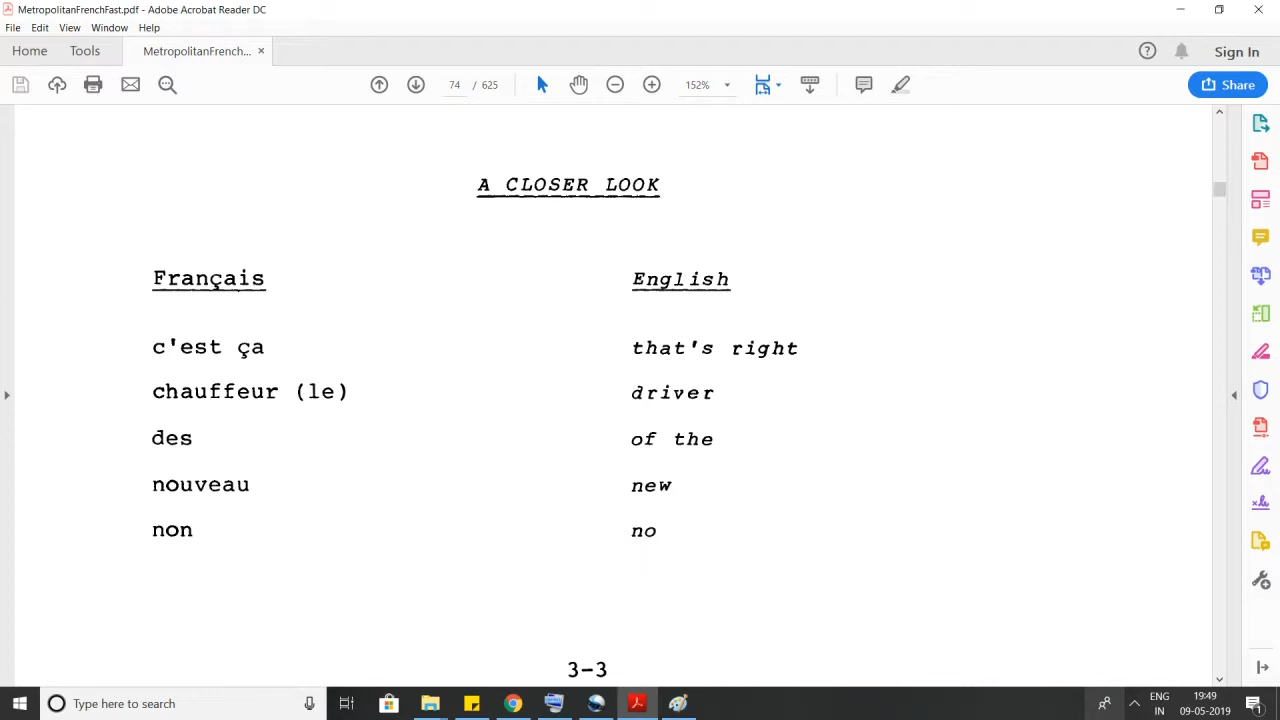 MetropolitanFrenchFast.pdf - Adobe Acrobat Reader DC
File Edit View Window Help
Home Tools MetropolitanFrench... × Sign In
74 / 625 152% Share
A CLOSER LOOK
Français English
c'est ça that's right
chauffeur (le) driver
des of the
nouveau new
non no
3-3
Type here to search
ENG 19:49
IN 09-05-2019 1